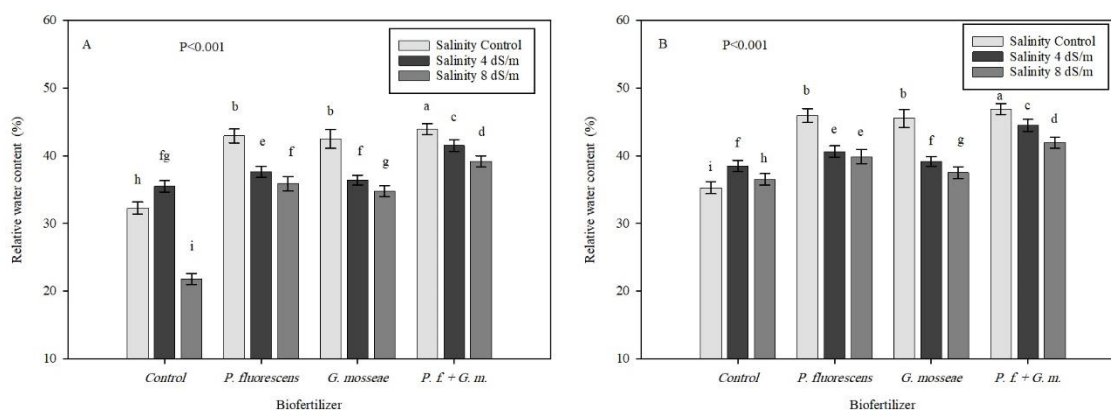 A
P<0.001
Salinity Control
Salinity 4 dS/m
Salinity 8 dS/m
Relative water content (%)
60
50
40
30
20
10
h
fg
i
b
e
f
b
f
g
a
c
d
Control
P. fluorescens
G. mosseae
P. f. + G. m.
Biofertilizer
B
P<0.001
Salinity Control
Salinity 4 dS/m
Salinity 8 dS/m
Relative water content (%)
60
50
40
30
20
10
i
f
h
b
e
e
b
f
g
a
c
d
Control
P. fluorescens
G. mosseae
P. f. + G. m.
Biofertilizer